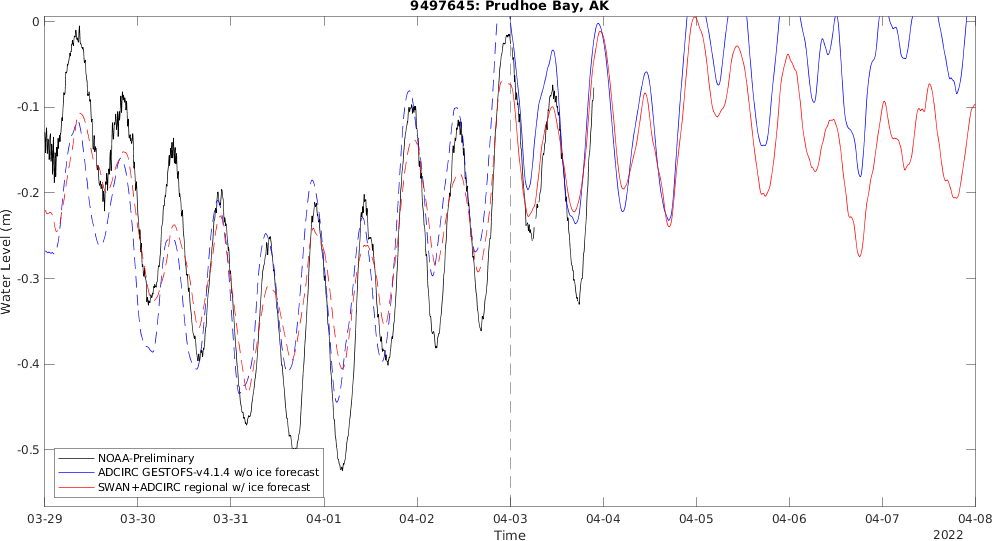 9497645: Prudhoe Bay, AK
0
-0.1
-0.2
-0.3
-0.4
-0.5
Water Level (m)
NOAA-Preliminary
ADCIRC GESTOFS-v4.1.4 w/o ice forecast
SWAN+ADCIRC regional w/ ice forecast
03-29 03-30 03-31 04-01 04-02 04-03 04-04 04-05 04-06 04-07 04-08
Time
2022